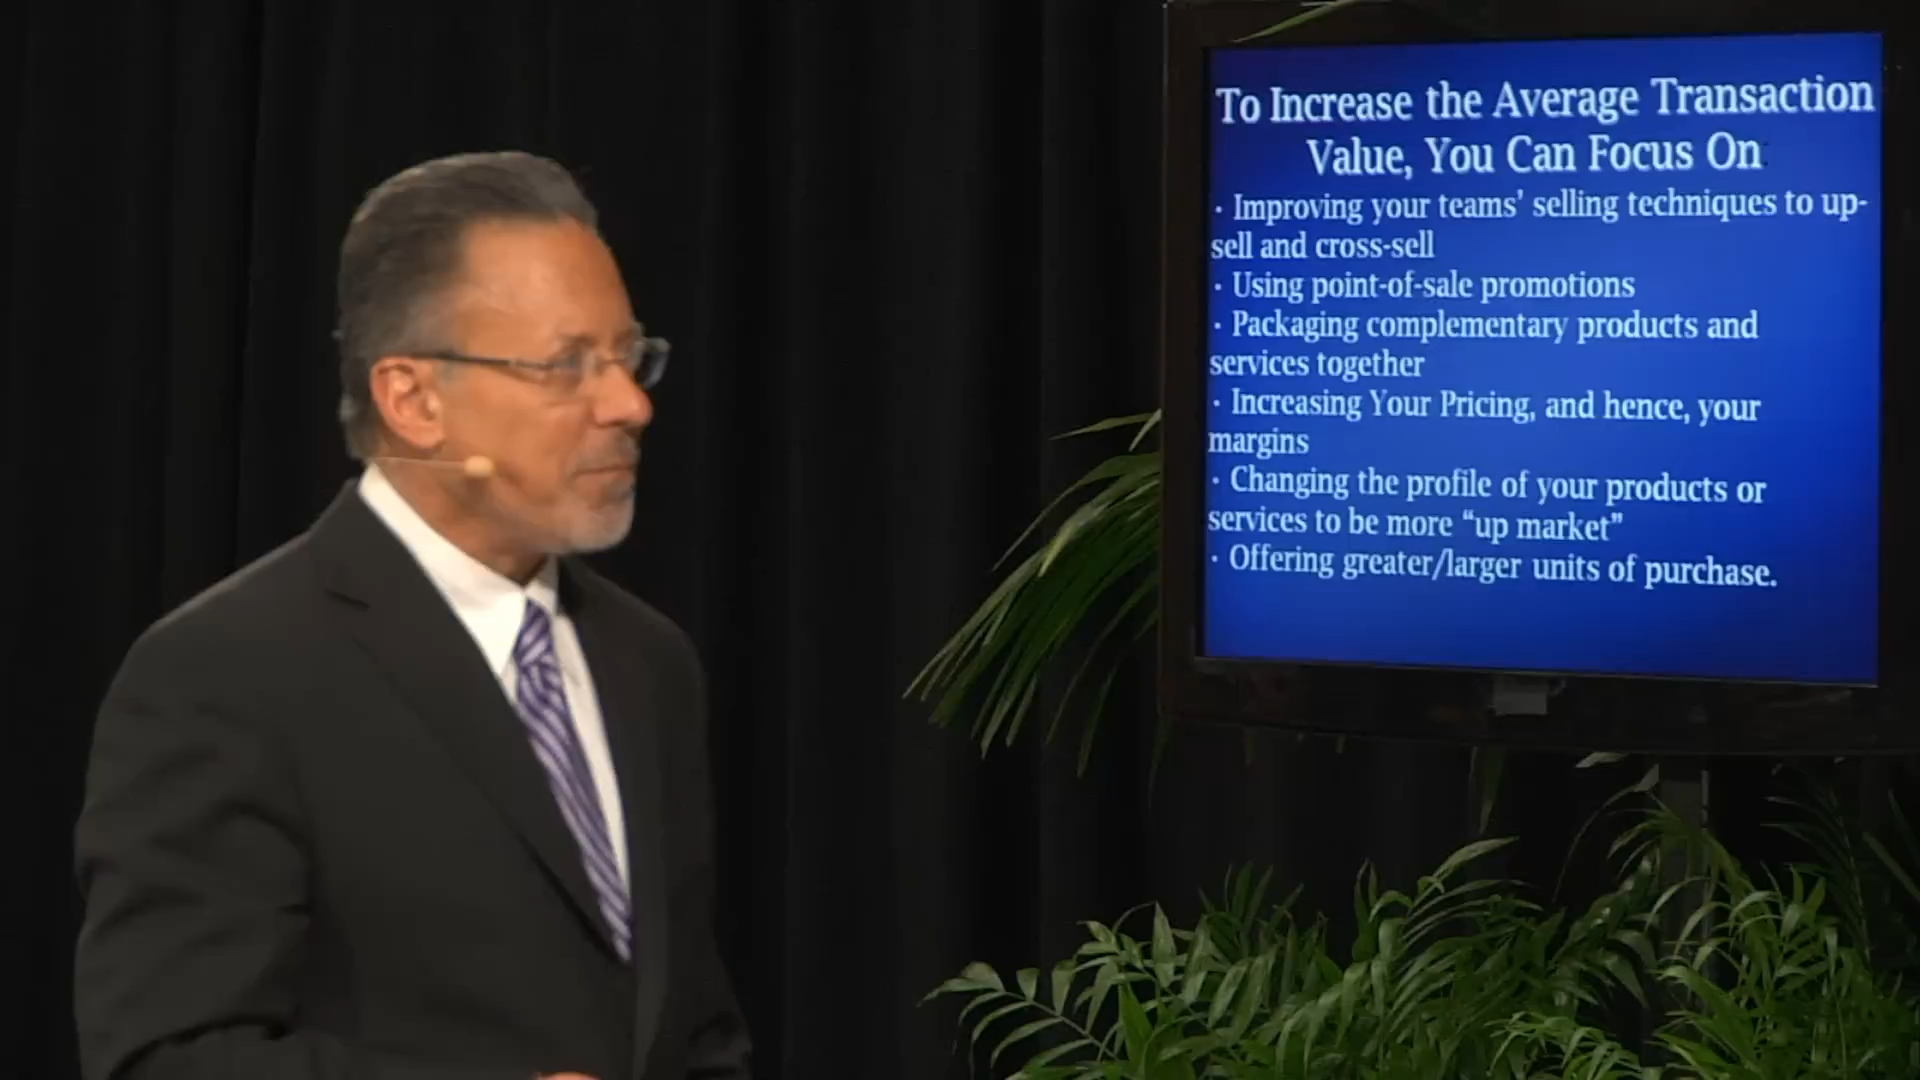 To Increase the Average Transaction
Value, You Can Focus On
· Improving your teams’ selling techniques to up-
sell and cross-sell
· Using point-of-sale promotions
· Packaging complementary products and
services together
· Increasing Your Pricing, and hence, your
margins
· Changing the profile of your products or
services to be more “up market”
· Offering greater/larger units of purchase.